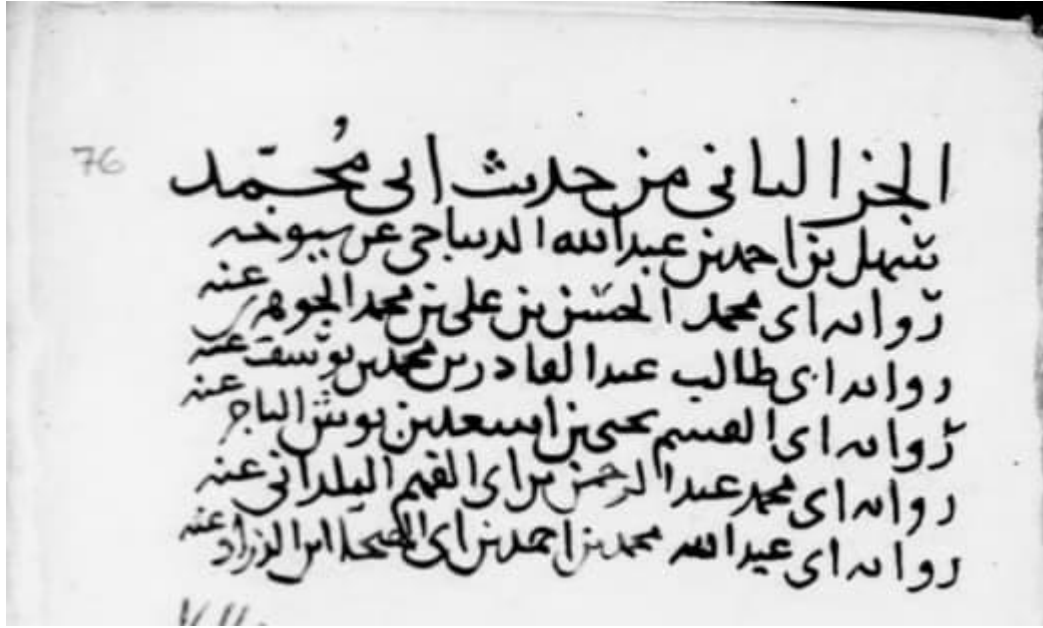 76
الجزء الثاني من حديث ابي مُحمّد
سهل بن احمد بن عبد الله الديباجي عن شيوخه
رواية ابي محمد الحسن بن علي بن محمد الجوهري عنه
رواية ابي طالب عبد القادر بن محمد بن يوسف عنه
رواية ابي القسم يحيى بن اسعد بن بوش التاجر عنه
رواية ابي محمد عبد الرحمن بن ابي الفهم اليلداني عنه
رواية ابي عبد الله محمد بن احمد بن ابي الهيجا ابن الزراد عنه